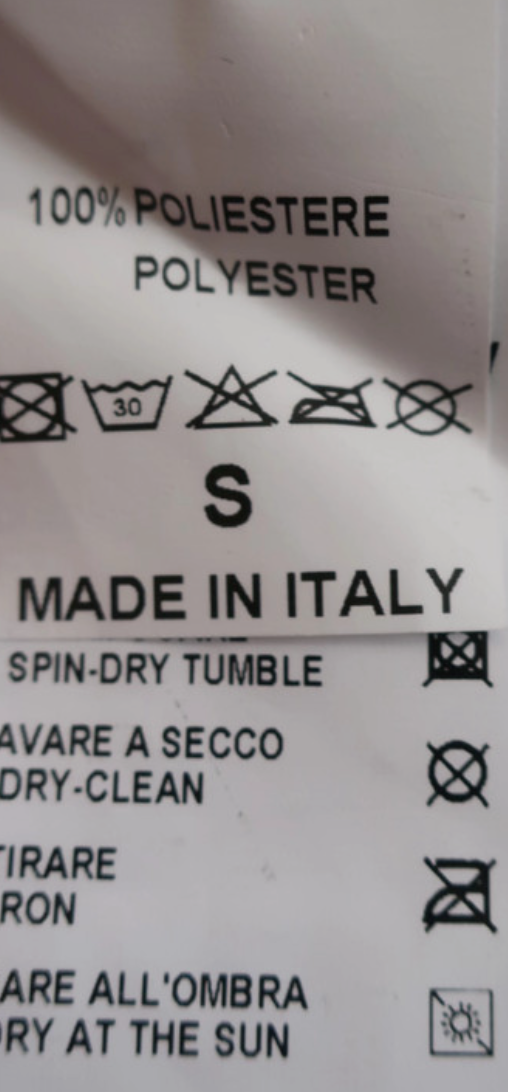 100% POLIESTERE
POLYESTER
30
S
MADE IN ITALY
SPIN-DRY TUMBLE
AVARE A SECCO
DRY-CLEAN
TIRARE
RON
ARE ALL'OMBRA
RY AT THE SUN